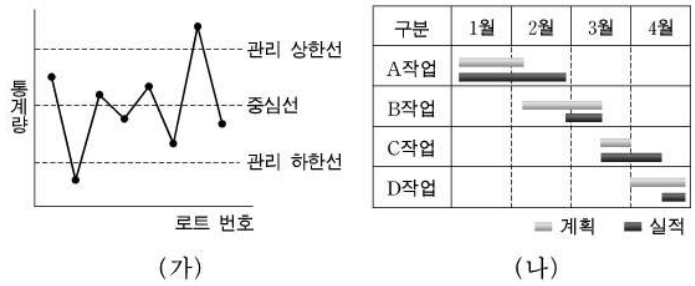 관리 상한선
통계량
중심선
관리 하한선
로트 번호
(가)
구분 1월 2월 3월 4월
A작업
B작업
C작업
D작업
계획 실적
(나)